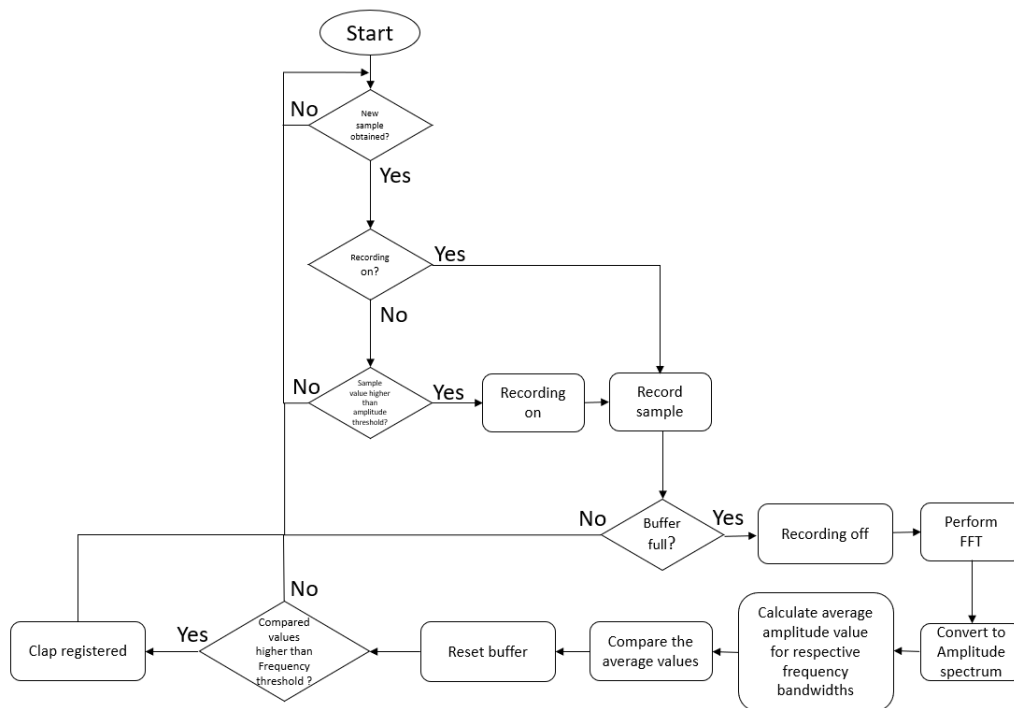 Start
No
New
sample
obtained?
Yes
Recording
on?
Yes
No
Sample
value higher
than
amplitude
threshold?
No
Yes
Recording
on
Record
sample
No
Buffer
full?
Yes
Recording off
Perform
FFT
Convert to
Amplitude
spectrum
Calculate average
amplitude value
for respective
frequency
bandwidths
Compare the
average values
Reset buffer
No
Compared
values
higher than
Frequency
threshold ?
Yes
Clap registered